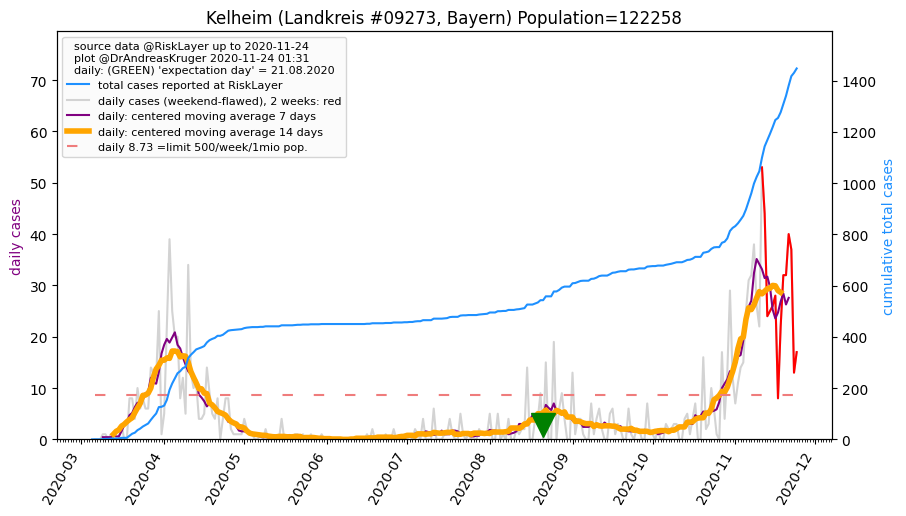 Kelheim (Landkreis #09273, Bayern) Population=122258
source data @RiskLayer up to 2020-11-24
plot @DrAndreasKruger 2020-11-24 01:31
daily: (GREEN) 'expectation day' = 21.08.2020
total cases reported at RiskLayer
daily cases (weekend-flawed), 2 weeks: red
daily: centered moving average 7 days
daily: centered moving average 14 days
daily 8.73 =limit 500/week/1mio pop.
daily cases
0
10
20
30
40
50
60
70
cumulative total cases
0
200
400
600
800
1000
1200
1400
2020-03
2020-04
2020-05
2020-06
2020-07
2020-08
2020-09
2020-10
2020-11
2020-12